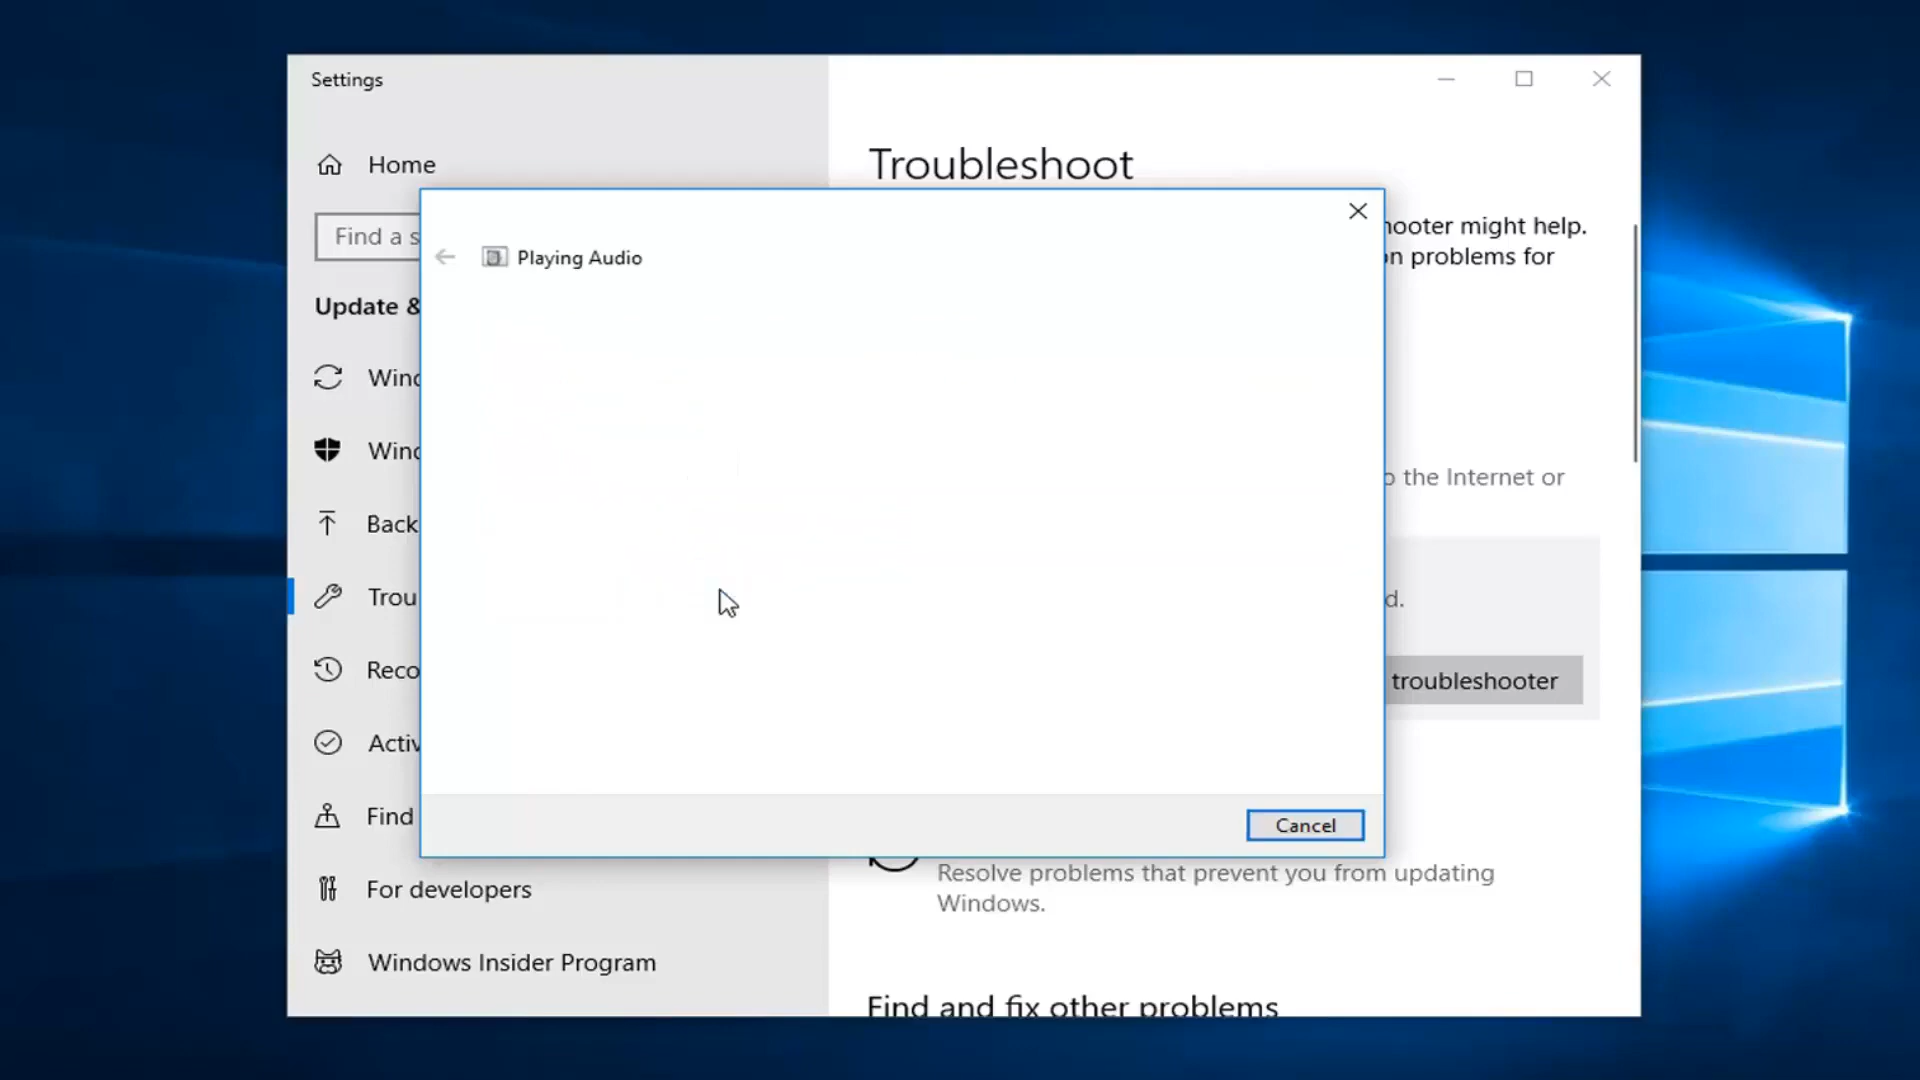 Settings
Home
Find a s
Update &
Wind
Wind
Back
Trou
Reco
Activ
Find
For developers
Windows Insider Program
Troubleshoot
hooter might help.
on problems for
Playing Audio
o the Internet or
d.
troubleshooter
Cancel
Resolve problems that prevent you from updating
Windows.
Find and fix other problems